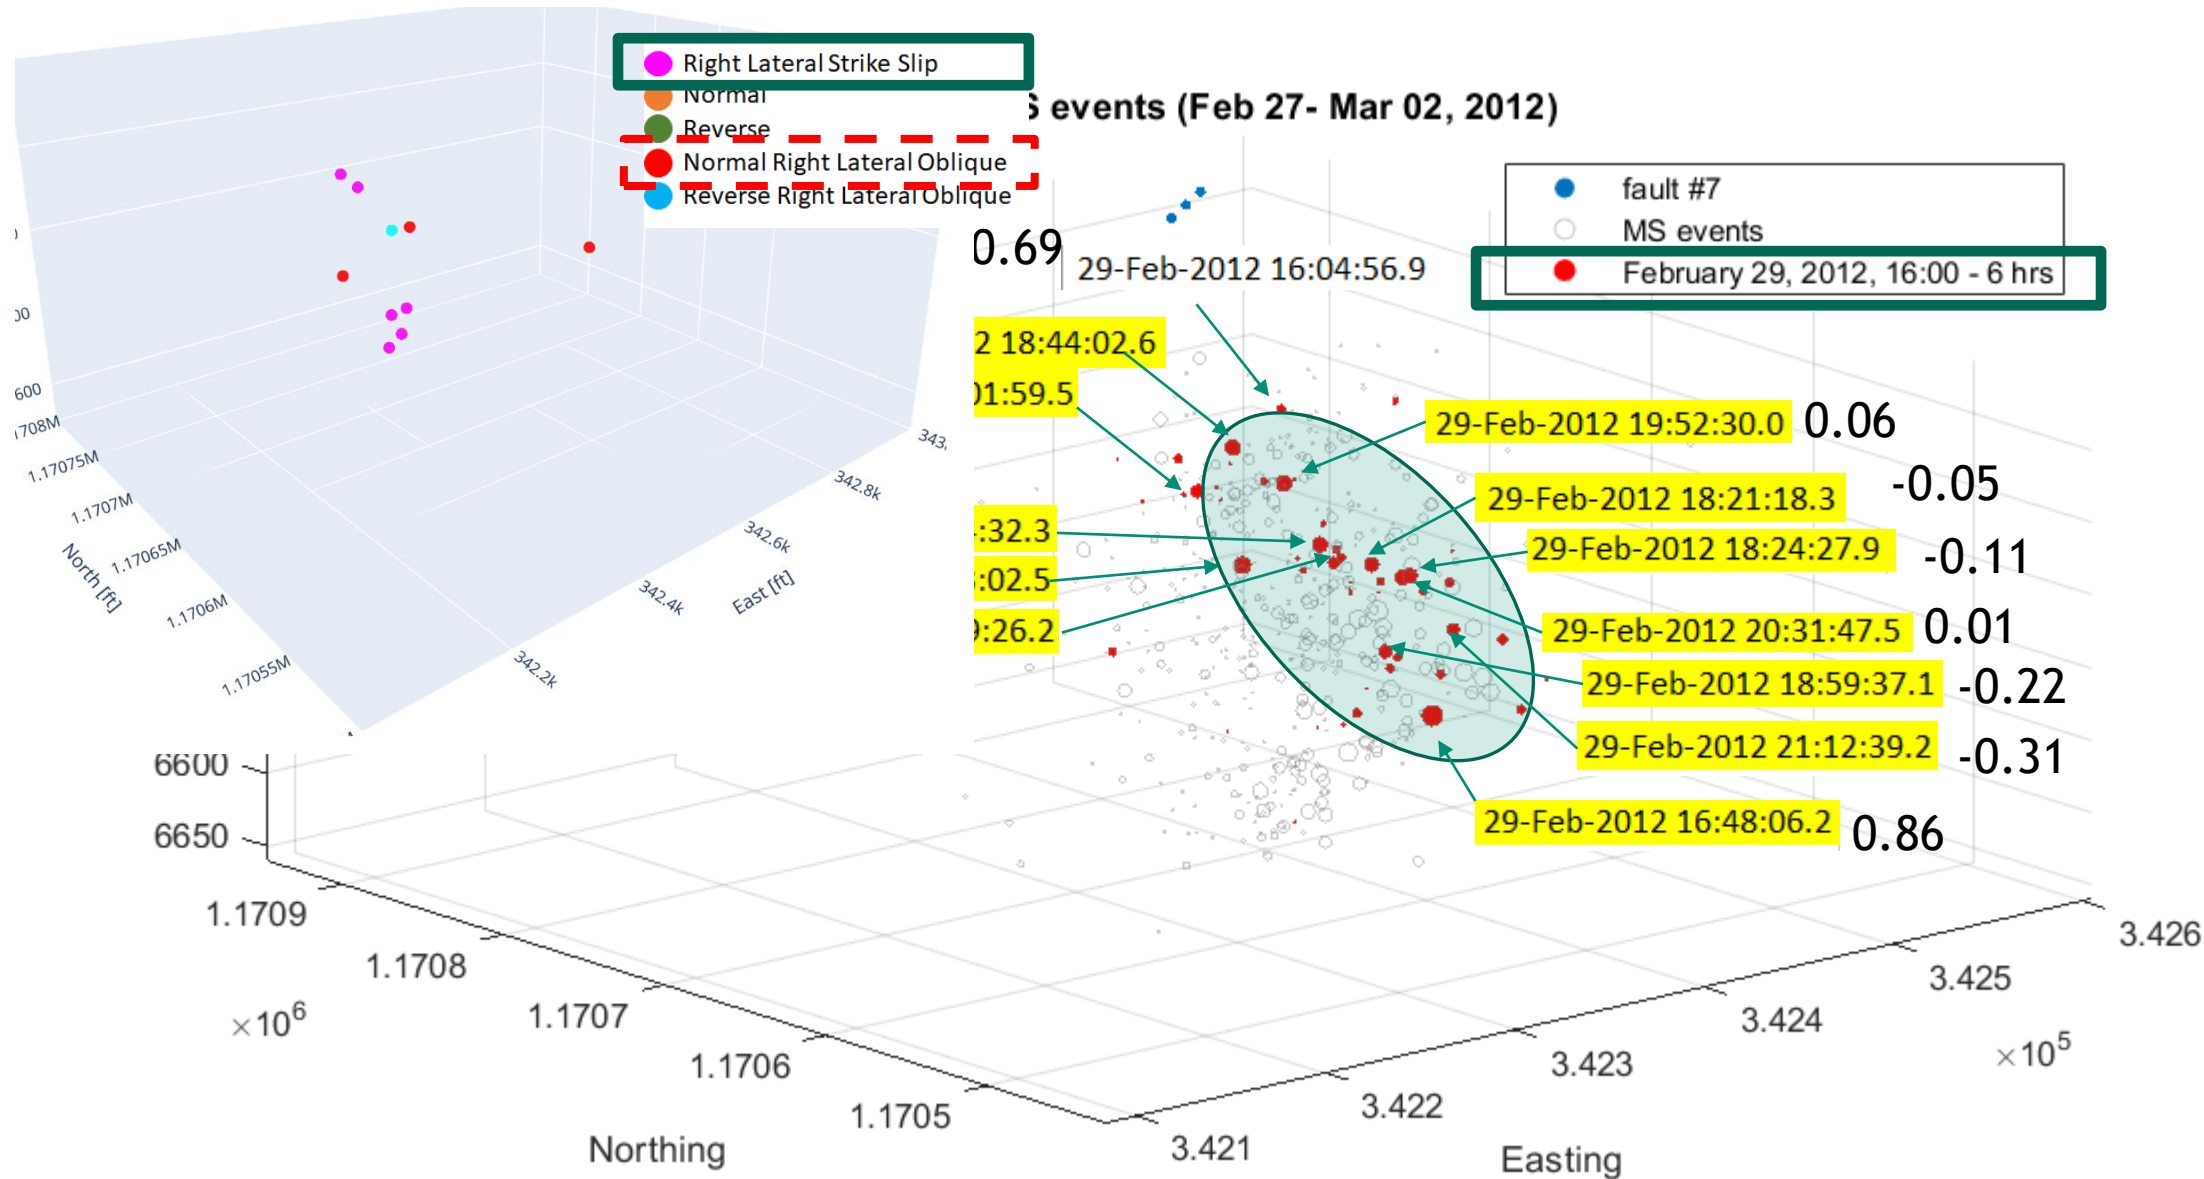 Right Lateral Strike Slip
Normal
Reverse
Normal Right Lateral Oblique
Reverse Right Lateral Oblique
600
1.17075M
1.1707M
1.17065M
1.1706M
1.17055M
North [ft]
342.2k
342.4k
342.6k
342.8k
343.
East [ft]
events (Feb 27- Mar 02, 2012)
fault #7
MS events
February 29, 2012, 16:00 - 6 hrs
0.69
29-Feb-2012 16:04:56.9
2 18:44:02.6
01:59.5
:32.3
:02.5
9:26.2
29-Feb-2012 19:52:30.0 0.06
29-Feb-2012 18:21:18.3 -0.05
29-Feb-2012 18:24:27.9 -0.11
29-Feb-2012 20:31:47.5 0.01
29-Feb-2012 18:59:37.1 -0.22
29-Feb-2012 21:12:39.2 -0.31
29-Feb-2012 16:48:06.2 0.86
6600
6650
1.1709
1.1708
1.1707
1.1706
1.1705
×10⁶
Northing
3.421
3.422
3.423
3.424
3.425
3.426
×10⁵
Easting